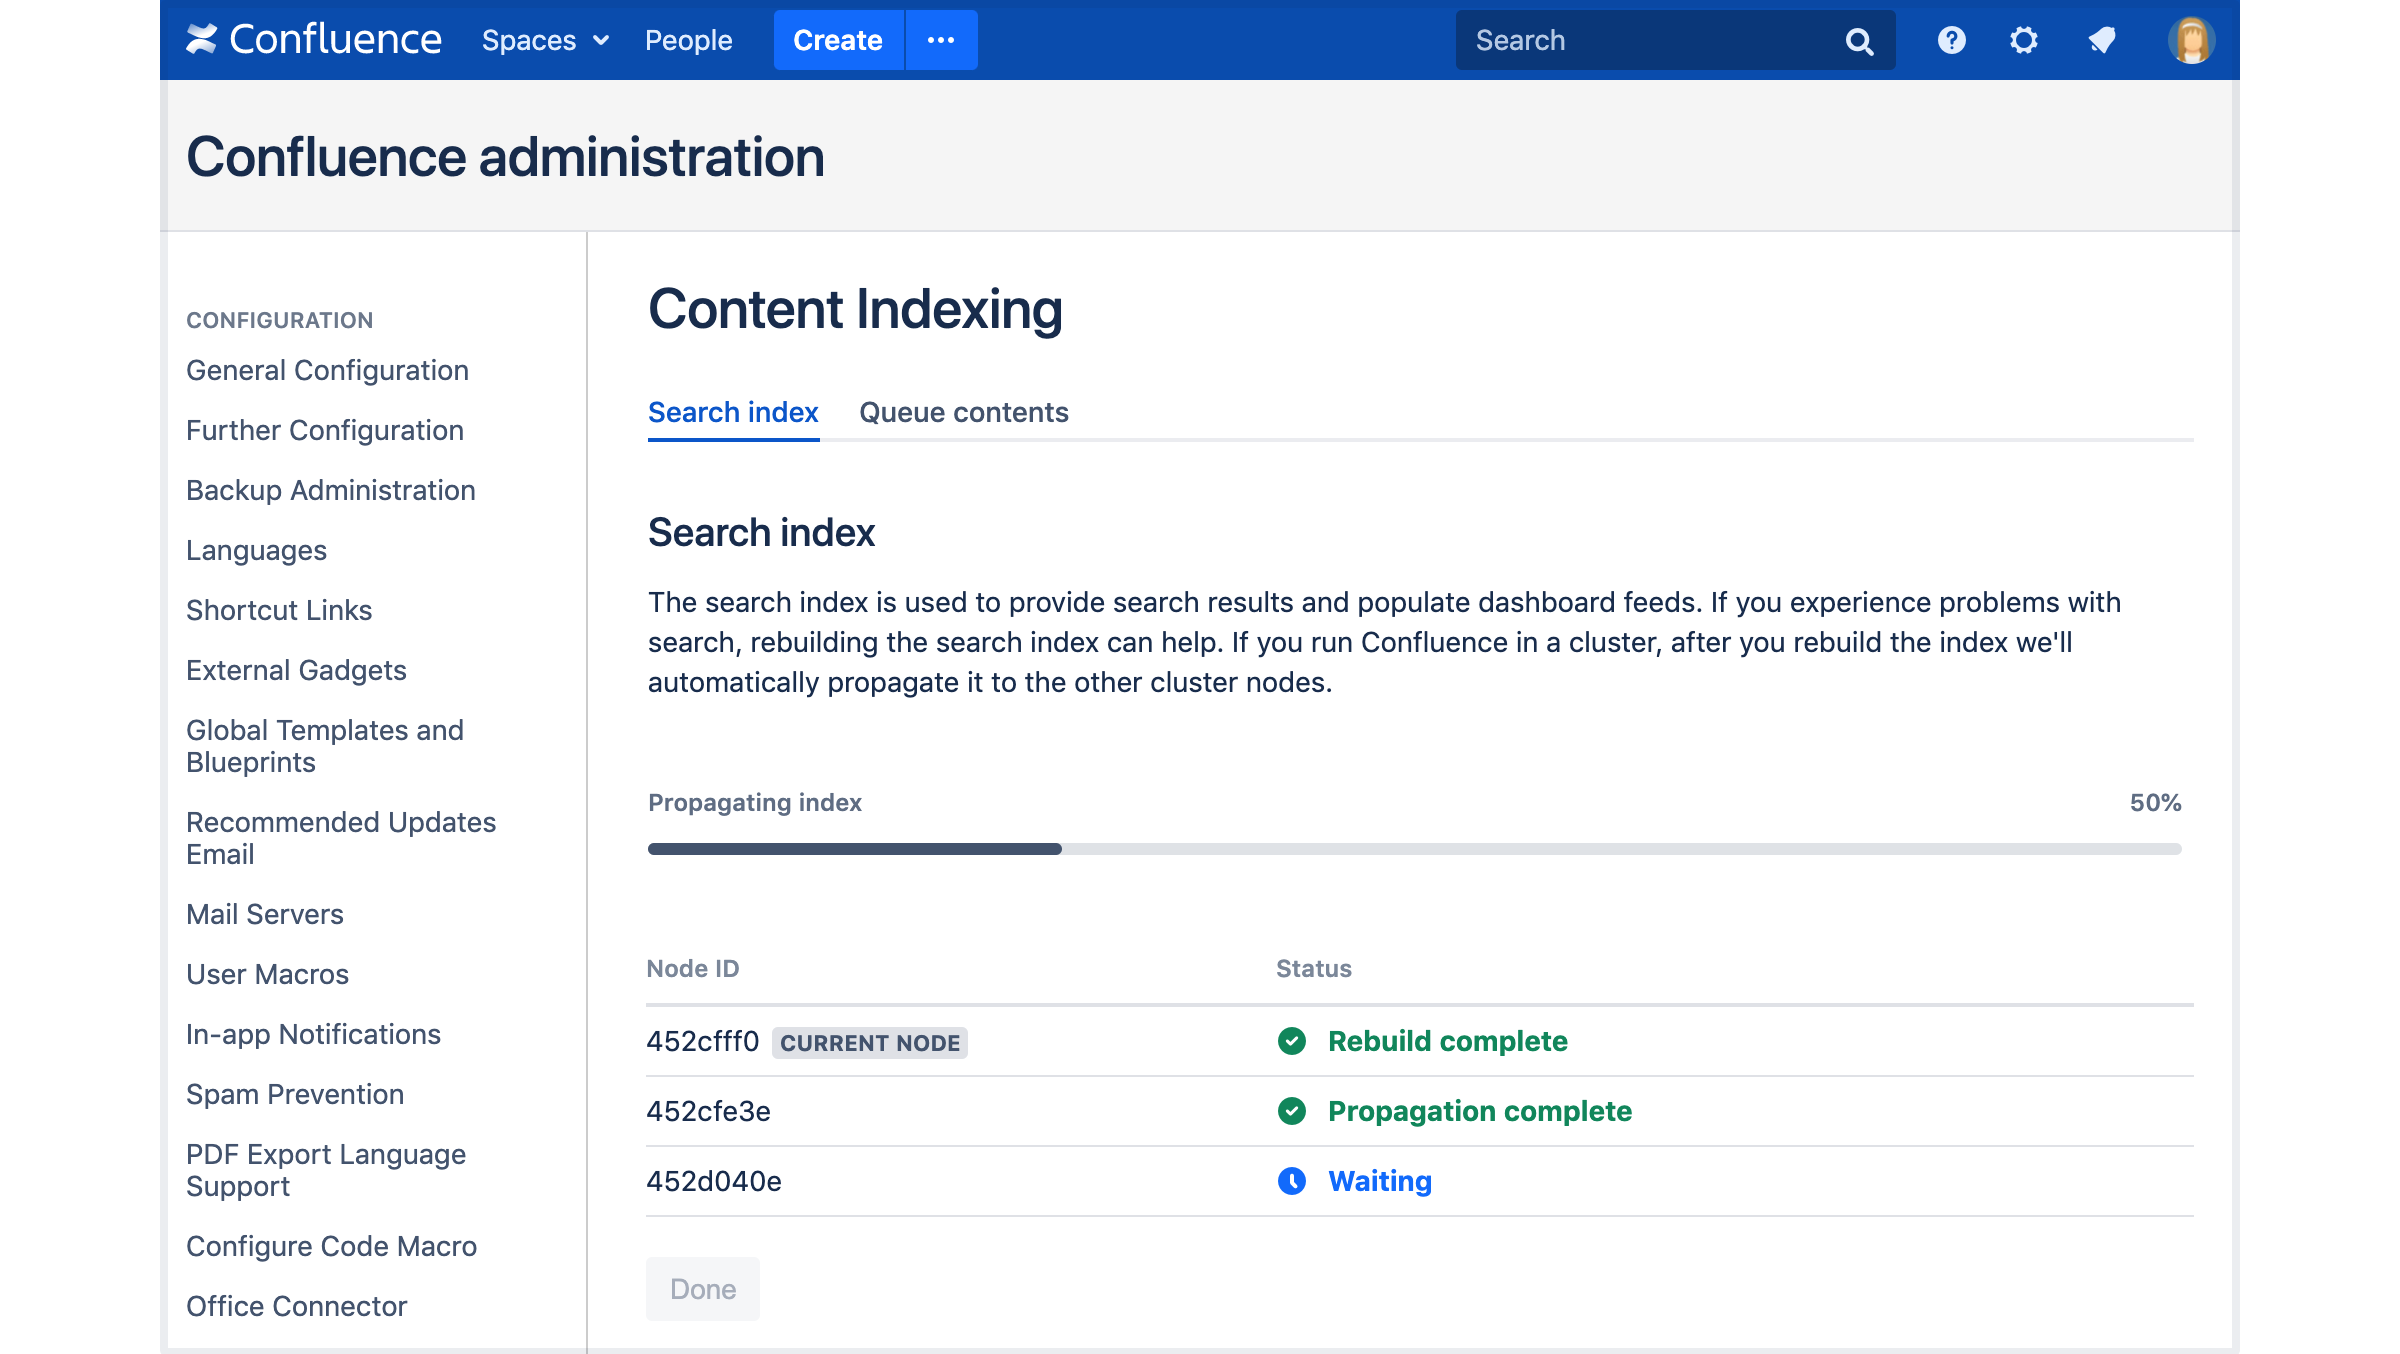 Confluence Spaces People Create ··· Search
Confluence administration
CONFIGURATION
General Configuration
Further Configuration
Backup Administration
Languages
Shortcut Links
External Gadgets
Global Templates and
Blueprints
Recommended Updates
Email
Mail Servers
User Macros
In-app Notifications
Spam Prevention
PDF Export Language
Support
Configure Code Macro
Office Connector
Content Indexing
Search index Queue contents
Search index
The search index is used to provide search results and populate dashboard feeds. If you experience problems with
search, rebuilding the search index can help. If you run Confluence in a cluster, after you rebuild the index we'll
automatically propagate it to the other cluster nodes.
Propagating index 50%
Node ID Status
452cfff0 CURRENT NODE Rebuild complete
452cfe3e Propagation complete
452d040e Waiting
Done